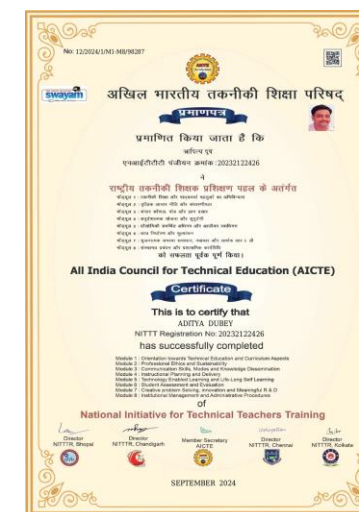 No: 12/2024/1/M1-M8/98287
AICTE
swayam
अखिल भारतीय तकनीकी शिक्षा परिषद्
प्रमाणपत्र
प्रमाणित किया जाता हैं कि
एनआईटीटीटी पंजीयन क्रमांक :20232122426
ने
राष्ट्रीय तकनीकी शिक्षक प्रशिक्षण पहल के अतंर्गत
को सफलता पूर्वक पूर्ण किया।
All India Council for Technical Education (AICTE)
Certificate
This is to certify that
ADITYA DUBEY
NITTT Registration No: 20232122426
has successfully completed
Module 1 : Orientation towards Technical Education and Curriculum Aspects
Module 2 : Professional Ethics and Sustainability
Module 3 : Communication Skills, Modes and Knowledge Dissemination
Module 4 : Instructional Planning and Delivery
Module 5 : Technology Enabled Learning and Life-Long Self Learning
Module 6 : Student Assessment and Evaluation
Module 7 : Creative problem Solving, Innovation and Meaningful R & D
Module 8 : Institutional Management and Administrative Procedures
of
National Initiative for Technical Teachers Training
Director NITTTR, Bhopal
Director NITTTR, Chandigarh
Member Secretary AICTE
Director NITTTR, Chennai
Director NITTTR, Kolkata
SEPTEMBER 2024